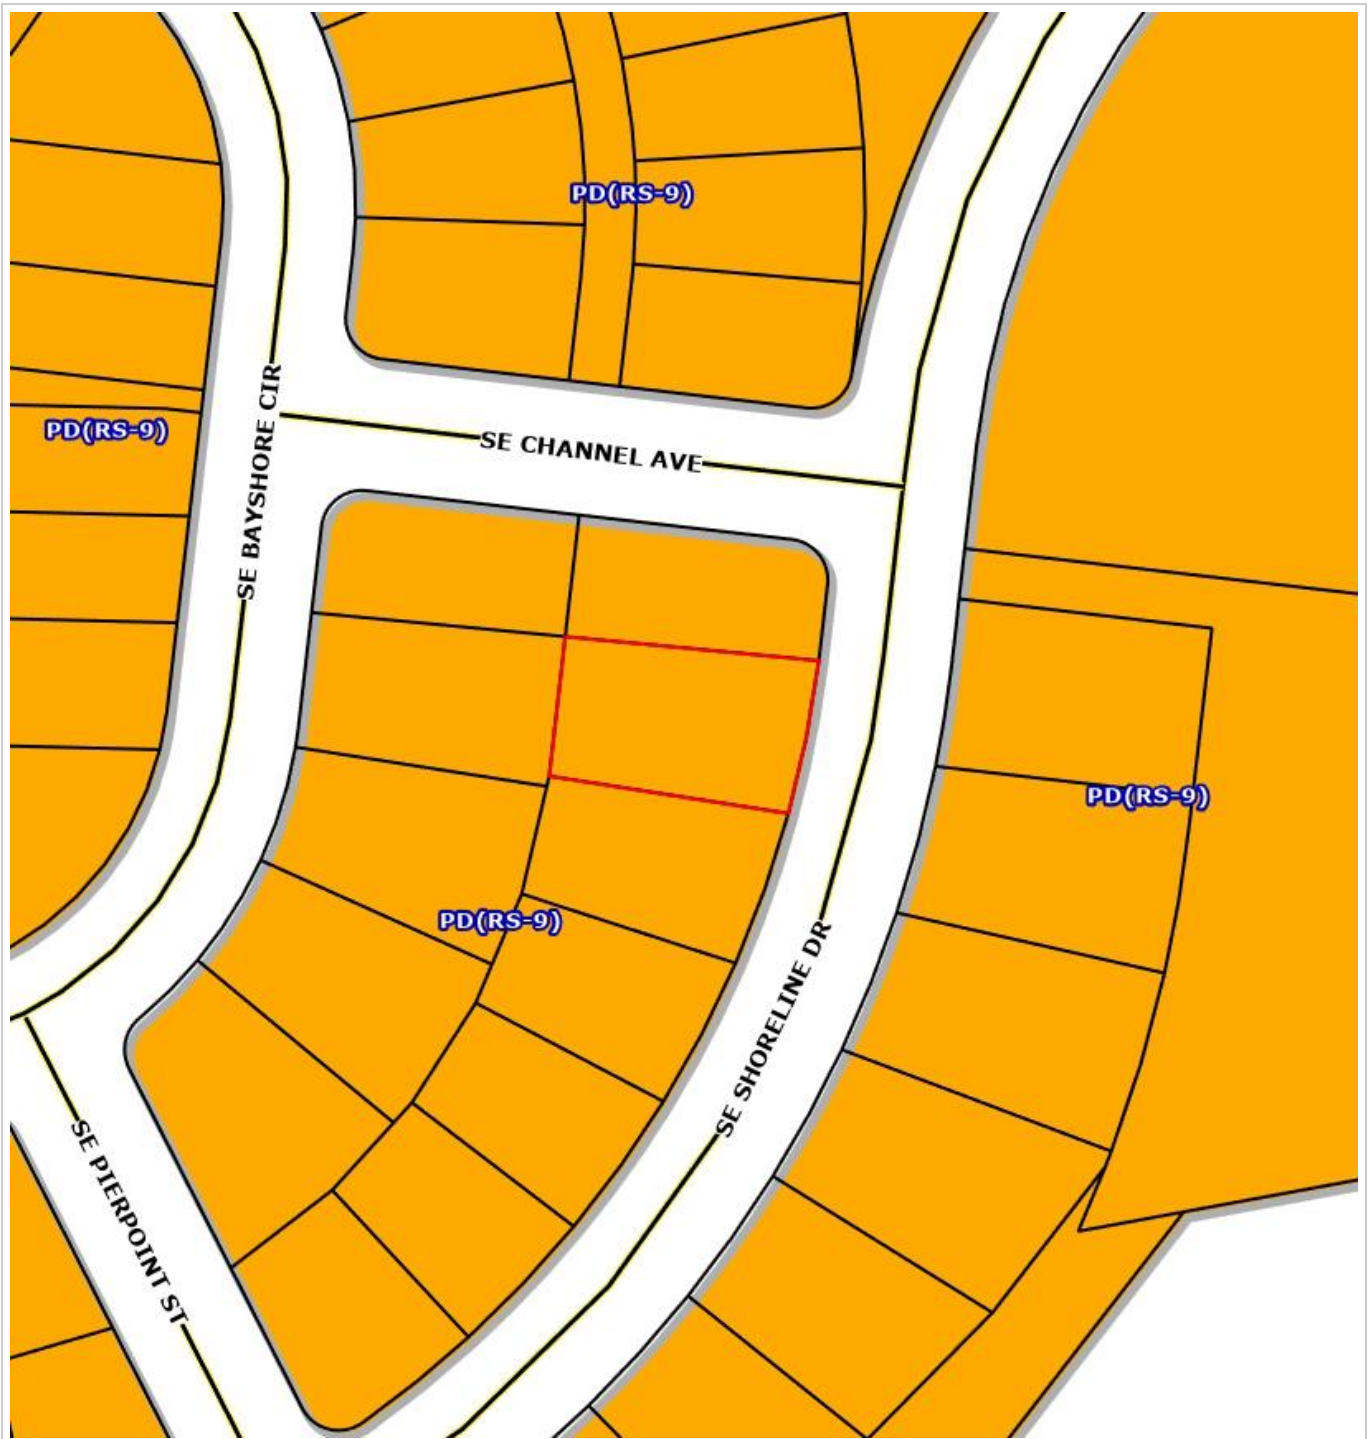 PD(RS-9)
SE BAYSHORE CIR
PD(RS-9)
SE CHANNEL AVE
PD(RS-9)
PD(RS-9)
SE SHORELINE DR
SE PIERPOINT ST